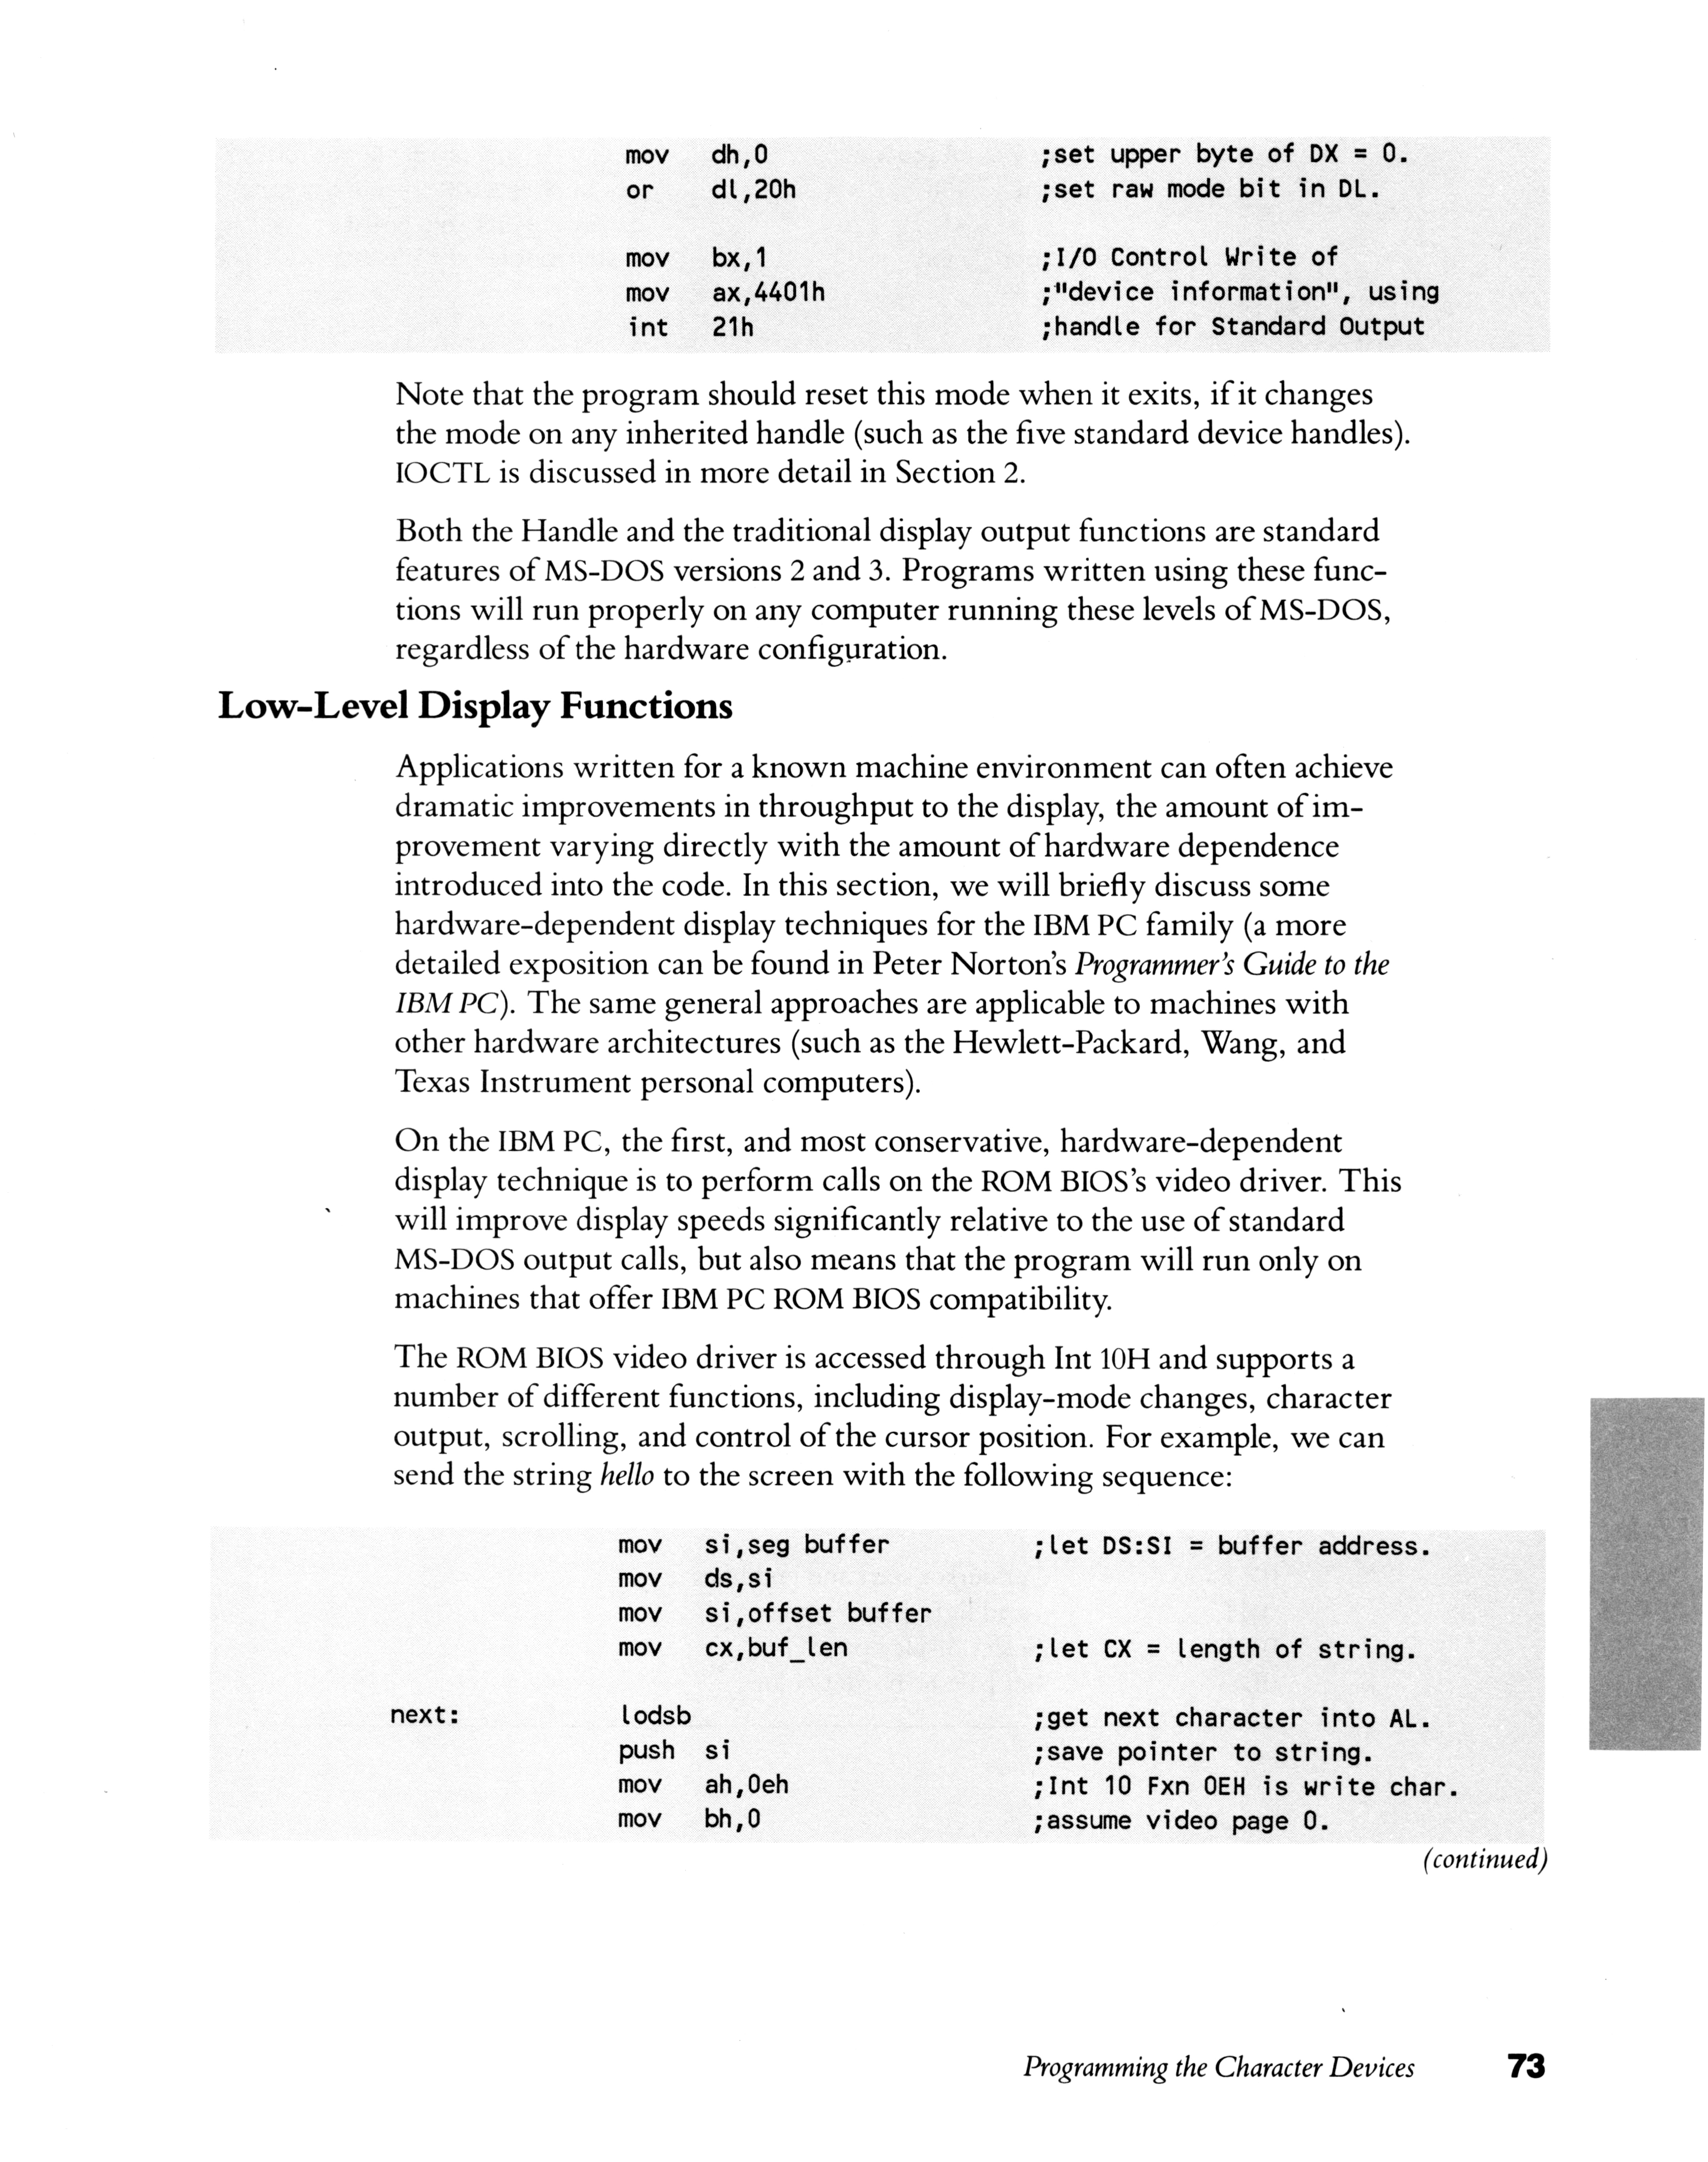 mov dh,0 ;set upper byte of DX = 0.
or dl,20h ;set raw mode bit in DL.
mov bx,1 ;I/O Control Write of
mov ax,4401h ;"device information", using
int 21h ;handle for Standard Output
Note that the program should reset this mode when it exits, if it changes
the mode on any inherited handle (such as the five standard device handles).
IOCTL is discussed in more detail in Section 2.
Both the Handle and the traditional display output functions are standard
features of MS-DOS versions 2 and 3. Programs written using these func-
tions will run properly on any computer running these levels of MS-DOS,
regardless of the hardware configuration.
Low-Level Display Functions
Applications written for a known machine environment can often achieve
dramatic improvements in throughput to the display, the amount of im-
provement varying directly with the amount of hardware dependence
introduced into the code. In this section, we will briefly discuss some
hardware-dependent display techniques for the IBM PC family (a more
detailed exposition can be found in Peter Norton's Programmer's Guide to the
IBM PC). The same general approaches are applicable to machines with
other hardware architectures (such as the Hewlett-Packard, Wang, and
Texas Instrument personal computers).
On the IBM PC, the first, and most conservative, hardware-dependent
display technique is to perform calls on the ROM BIOS's video driver. This
will improve display speeds significantly relative to the use of standard
MS-DOS output calls, but also means that the program will run only on
machines that offer IBM PC ROM BIOS compatibility.
The ROM BIOS video driver is accessed through Int 10H and supports a
number of different functions, including display-mode changes, character
output, scrolling, and control of the cursor position. For example, we can
send the string hello to the screen with the following sequence:
mov si,seg buffer ;let DS:SI = buffer address.
mov ds,si
mov si,offset buffer
mov cx,buf_len ;let CX = length of string.
next: lodsb ;get next character into AL.
push si ;save pointer to string.
mov ah,0eh ;Int 10 Fxn 0EH is write char.
mov bh,0 ;assume video page 0.
(continued)
Programming the Character Devices 73